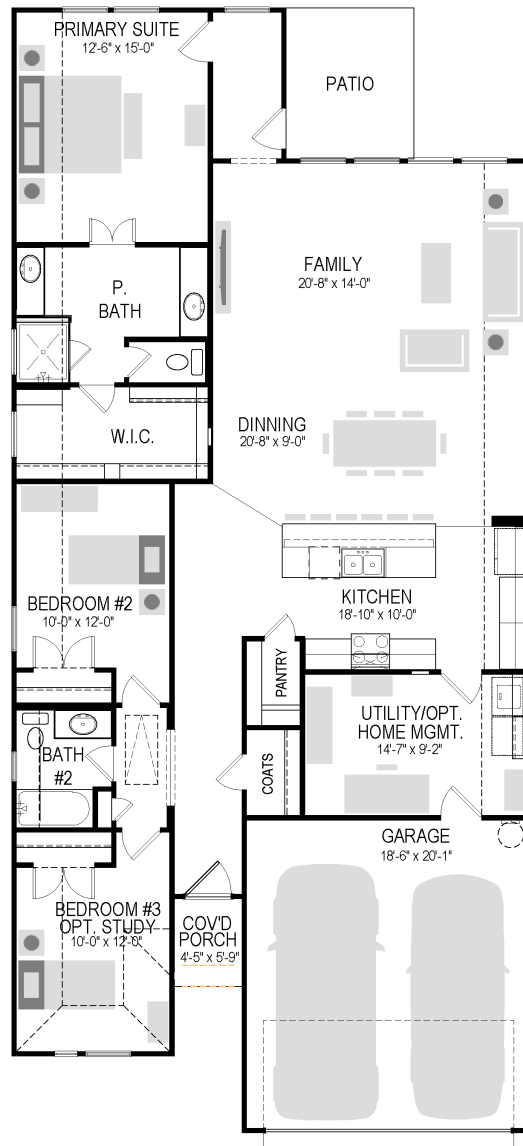 PRIMARY SUITE
12'-6" x 15'-0"
PATIO
FAMILY
20'-8" x 14'-0"
P.
BATH
DINNING
20'-8" x 9'-0"
W.I.C.
BEDROOM #2
10'-0" x 12'-0"
KITCHEN
18'-10" x 10'-0"
PANTRY
UTILITY/OPT.
HOME MGMT.
14'-7" x 9'-2"
BATH
#2
COATS
GARAGE
18'-6" x 20'-1"
BEDROOM #3
OPT. STUDY
10'-0" x 12'-0"
COV'D
PORCH
4'-5" x 5'-9"